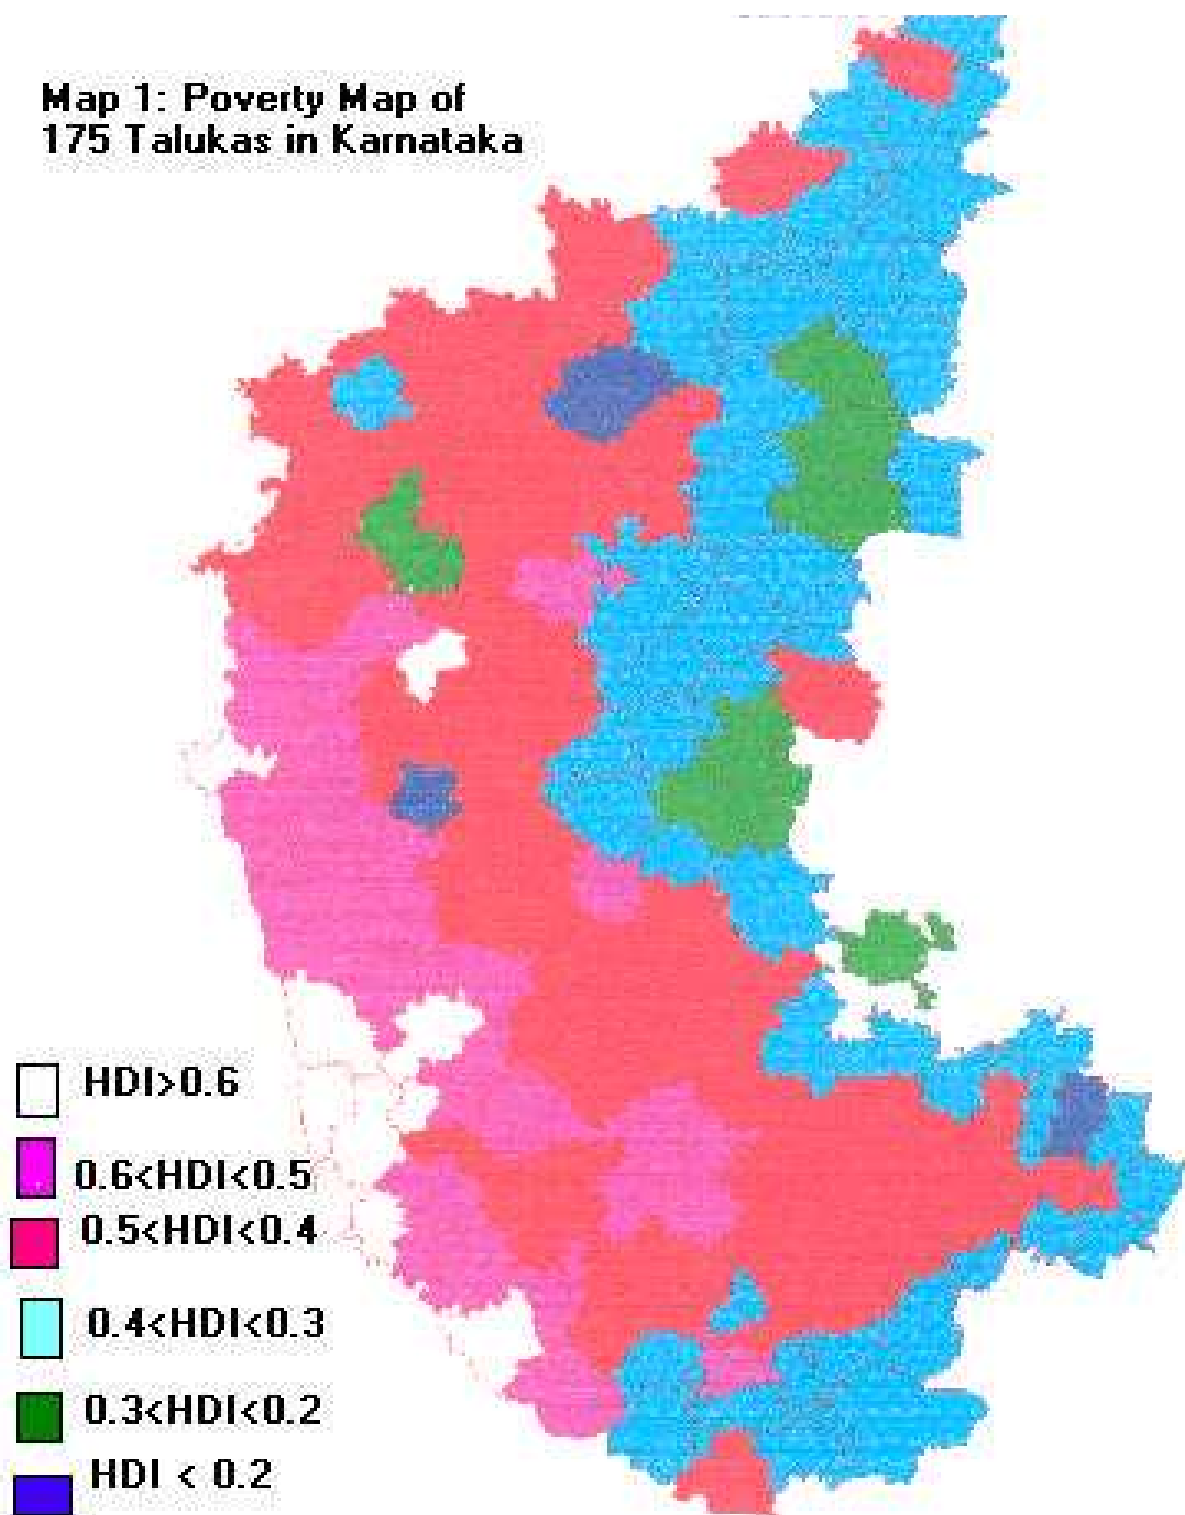 Map 1: Poverty Map of
175 Talukas in Karnataka
HDI>0.6
0.6<HDI<0.5
0.5<HDI<0.4
0.4<HDI<0.3
0.3<HDI<0.2
HDI < 0.2